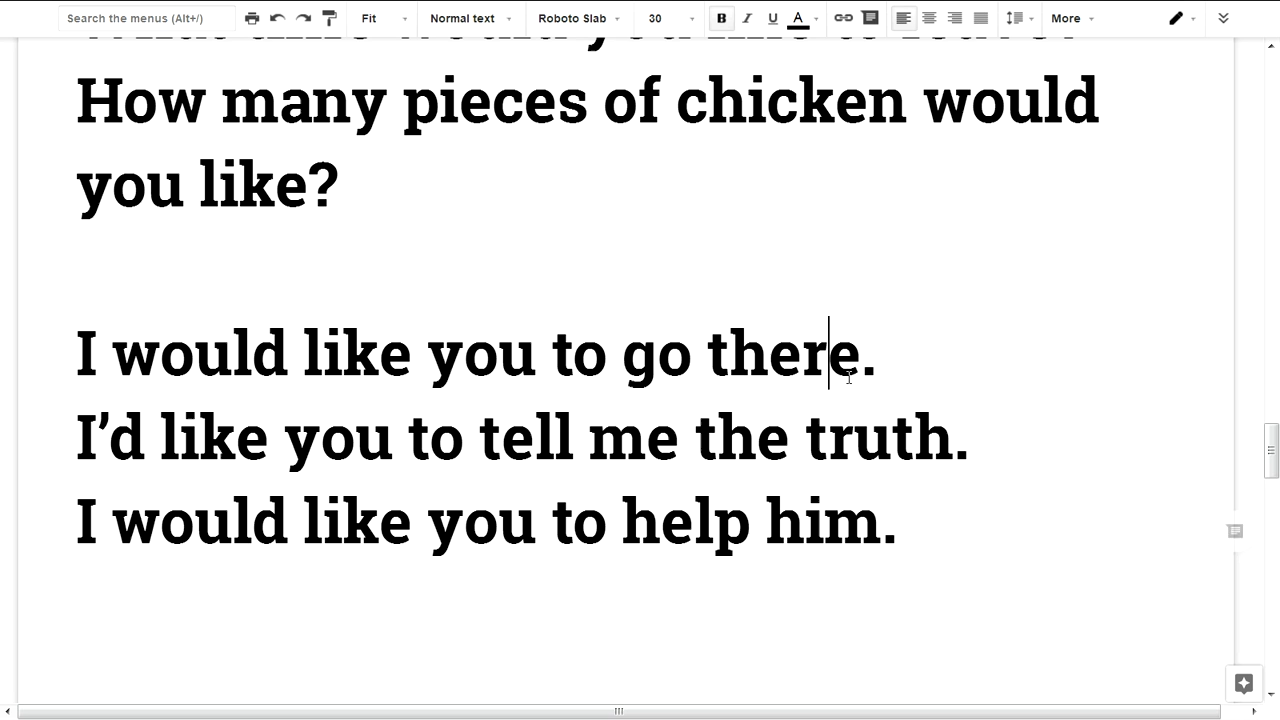 Search the menus (Alt+/)
Fit
Normal text
Roboto Slab
30
B
I
U
A
More
How many pieces of chicken would
you like?
I would like you to go there.
I’d like you to tell me the truth.
I would like you to help him.